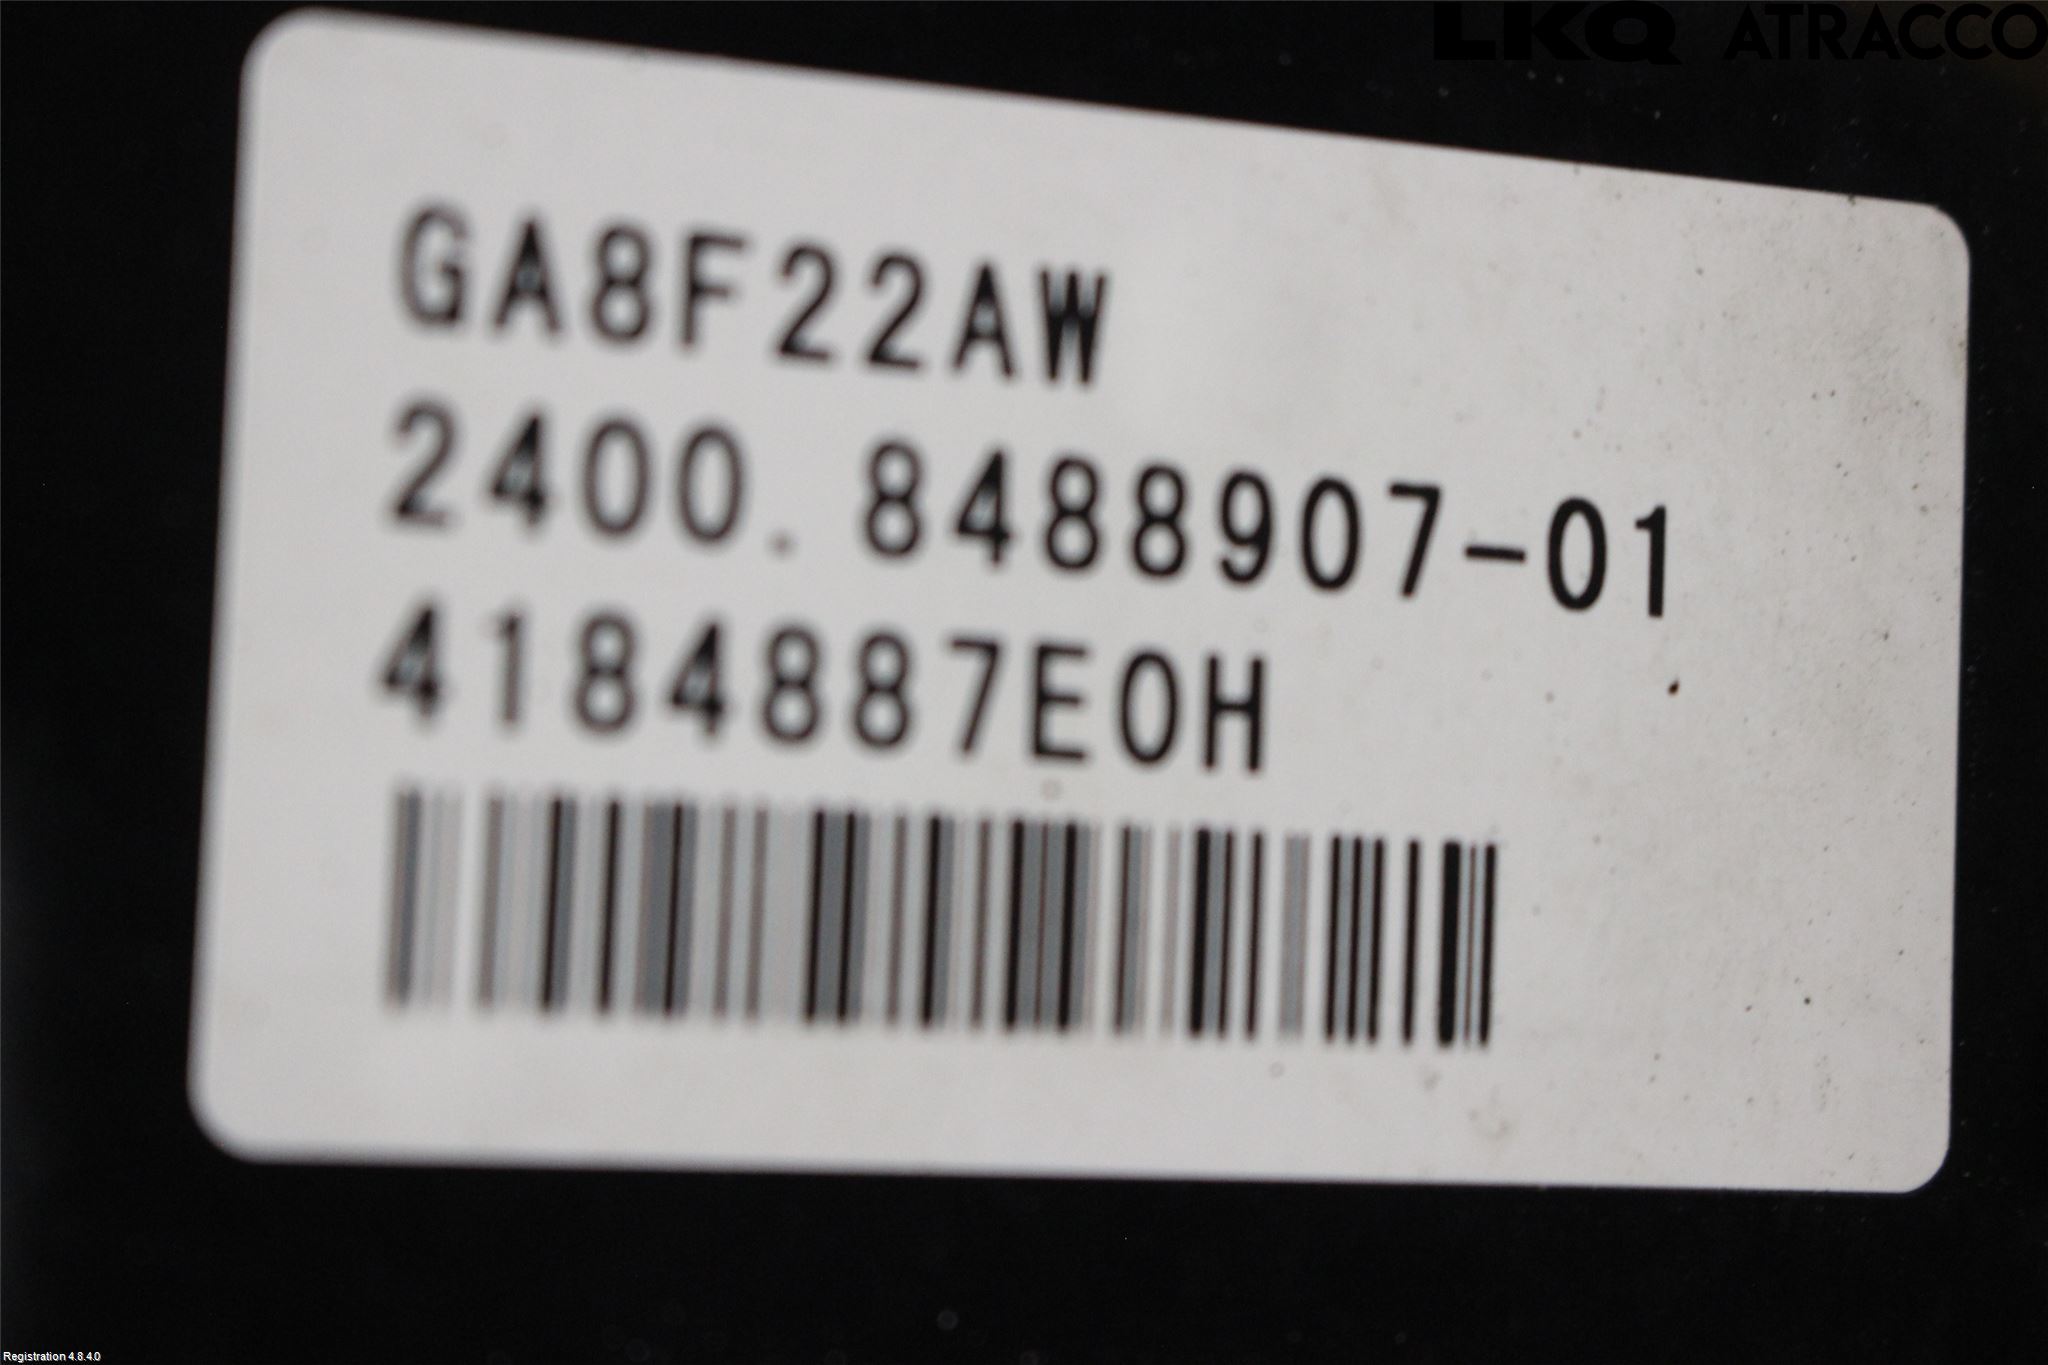 LKQ ATRACCO
GA8F22AW
2400.8488907-01
4184887E0H
Registration 4.8.4.0